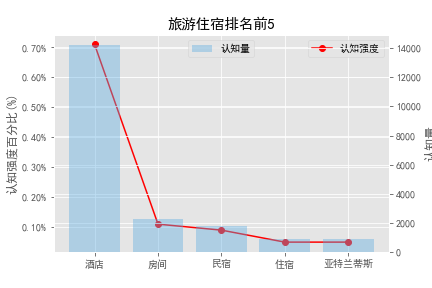 旅游住宿排名前5
认知量
认知强度
0.70%
0.60%
0.50%
0.40%
0.30%
0.20%
0.10%
认知强度百分比(%)
14000
12000
10000
8000
6000
4000
2000
0
认知量
酒店
房间
民宿
住宿
亚特兰蒂斯